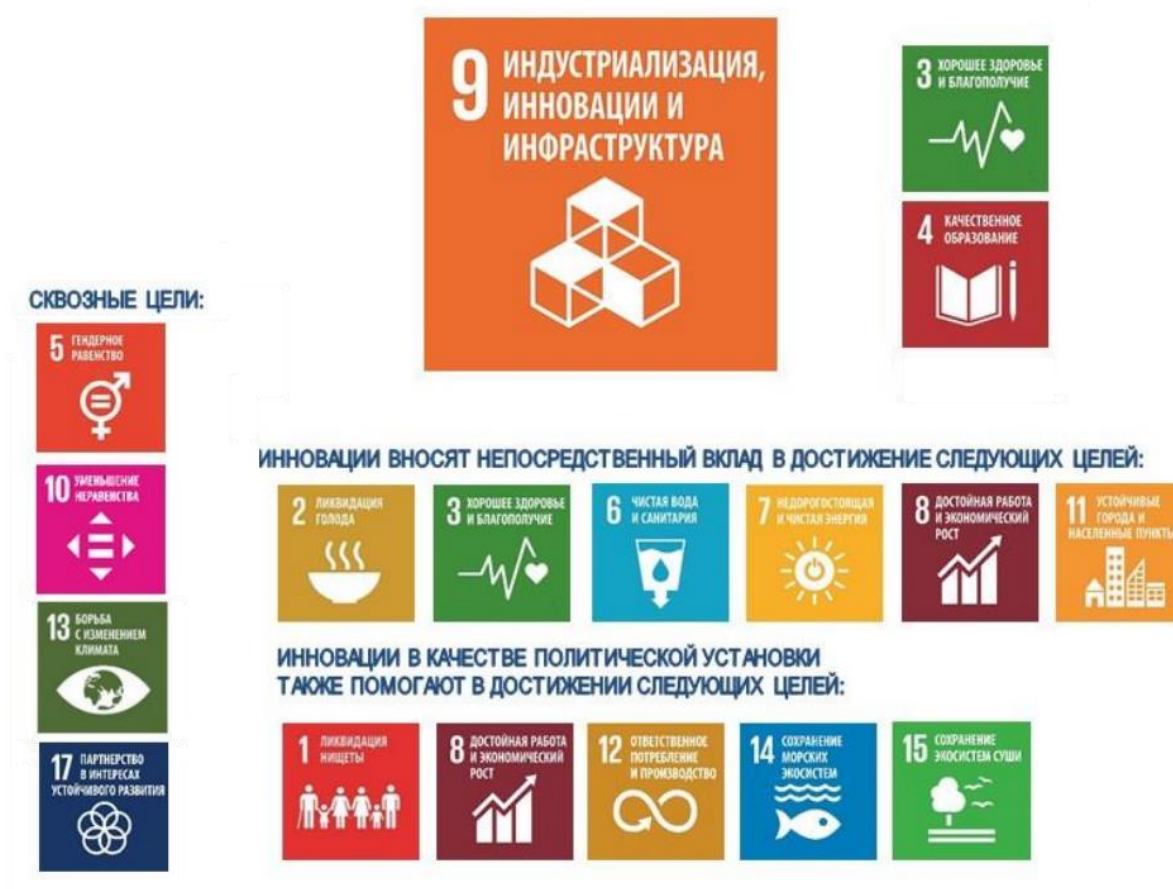 9 ИНДУСТРИАЛИЗАЦИЯ,
ИННОВАЦИИ И
ИНФРАСТРУКТУРА
3 ХОРОШЕЕ ЗДОРОВЬЕ
И БЛАГОПОЛУЧИЕ
4 КАЧЕСТВЕННОЕ
ОБРАЗОВАНИЕ
СКВОЗНЫЕ ЦЕЛИ:
5 ГЕНДЕРНОЕ
РАВЕНСТВО
10 УМЕНЬШЕНИЕ
НЕРАВЕНСТВА
13 БОРЬБА
С ИЗМЕНЕНИЕМ
КЛИМАТА
17 ПАРТНЕРСТВО
В ИНТЕРЕСАХ
УСТОЙЧИВОГО РАЗВИТИЯ
ИННОВАЦИИ ВНОСЯТ НЕПОСРЕДСТВЕННЫЙ ВКЛАД В ДОСТИЖЕНИЕ СЛЕДУЮЩИХ ЦЕЛЕЙ:
2 ЛИКВИДАЦИЯ
ГОЛОДА
3 ХОРОШЕЕ ЗДОРОВЬЕ
И БЛАГОПОЛУЧИЕ
6 ЧИСТАЯ ВОДА
И САНИТАРИЯ
7 НЕДОРОГОСТОЯЩАЯ
И ЧИСТАЯ ЭНЕРГИЯ
8 ДОСТОЙНАЯ РАБОТА
И ЭКОНОМИЧЕСКИЙ
РОСТ
11 УСТОЙЧИВЫЕ
ГОРОДА И
НАСЕЛЕННЫЕ ПУНКТЫ
ИННОВАЦИИ В КАЧЕСТВЕ ПОЛИТИЧЕСКОЙ УСТАНОВКИ
ТАКЖЕ ПОМОГАЮТ В ДОСТИЖЕНИИ СЛЕДУЮЩИХ ЦЕЛЕЙ:
1 ЛИКВИДАЦИЯ
НИЩЕТЫ
8 ДОСТОЙНАЯ РАБОТА
И ЭКОНОМИЧЕСКИЙ
РОСТ
12 ОТВЕТСТВЕННОЕ
ПОТРЕБЛЕНИЕ
И ПРОИЗВОДСТВО
14 СОХРАНЕНИЕ
МОРСКИХ
ЭКОСИСТЕМ
15 СОХРАНЕНИЕ
ЭКОСИСТЕМ СУШИ